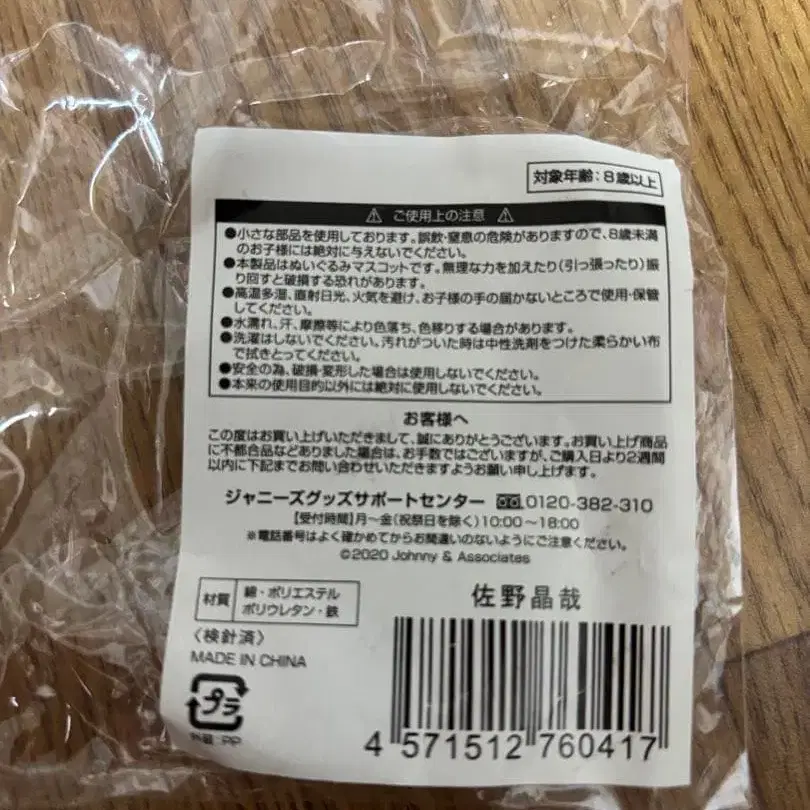 対象年齢:8歳以上
⚠ ご使用上の注意 ⚠
●小さな部品を使用しております。誤飲・窒息の危険がありますので、8歳未満
のお子様には絶対に与えないでください。
●本製品はぬいぐるみマスコットです。無理な力を加えたり(引っ張ったり)振
り回すと破損する恐れがあります。
●高温多湿、直射日光、火気を避け、お子様の手の届かないところで使用・保管
してください。
●水濡れ、汗、摩擦等により色落ち、色移りする場合があります。
●洗濯はしないでください。汚れがついた時は中性洗剤をつけた柔らかい布
で拭きとってください。
●安全の為、破損・変形した場合は使用しないでください。
●本来の使用目的以外には絶対に使用しないでください。
お客様へ
この度はお買い上げいただきまして、誠にありがとうございます。お買い上げ商品
に不都合品などありました場合は、お手数ではございますが、ご購入日より2週間
以内に下記までお問い合わせいただきますようお願い申し上げます。
ジャニーズグッズサポートセンター 0120-382-310
【受付時間】月～金(祝祭日を除く)10:00～18:00
※電話番号はよく確かめてからお間違いのないようにご注意ください。
©2020 Johnny & Associates
材質 綿・ポリエステル
ポリウレタン・鉄
佐野晶哉
〈検針済〉
MADE IN CHINA
プラ
外装:PP
4 571512 760417